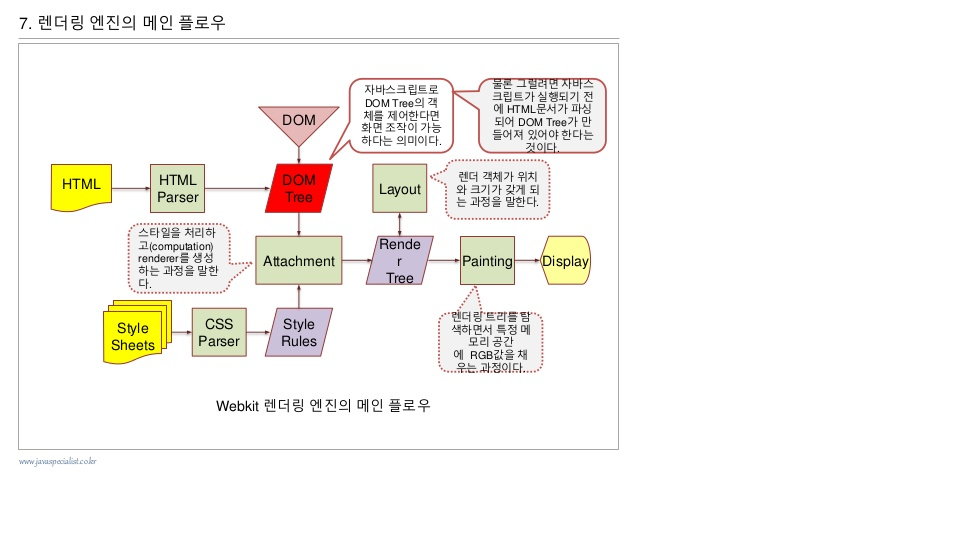 7. 렌더링 엔진의 메인 플로우
자바스크립트로
DOM Tree의 객
체를 제어한다면
화면 조작이 가능
하다는 의미이다.
물론 그럴려면 자바스
크립트가 실행되기 전
에 HTML문서가 파싱
되어 DOM Tree가 만
들어져 있어야 한다는
것이다.
DOM
HTML
HTML
Parser
DOM
Tree
Layout
렌더 객체가 위치
와 크기가 갖게 되
는 과정을 말한다.
스타일을 처리하
고(computation)
renderer를 생성
하는 과정을 말한
다.
Attachment
Rende
r
Tree
Painting
Display
Style
Sheets
CSS
Parser
Style
Rules
렌더링 트리를 탐
색하면서 특정 메
모리 공간
에 RGB값을 채
우는 과정이다.
Webkit 렌더링 엔진의 메인 플로우
www.javaspecialist.co.kr